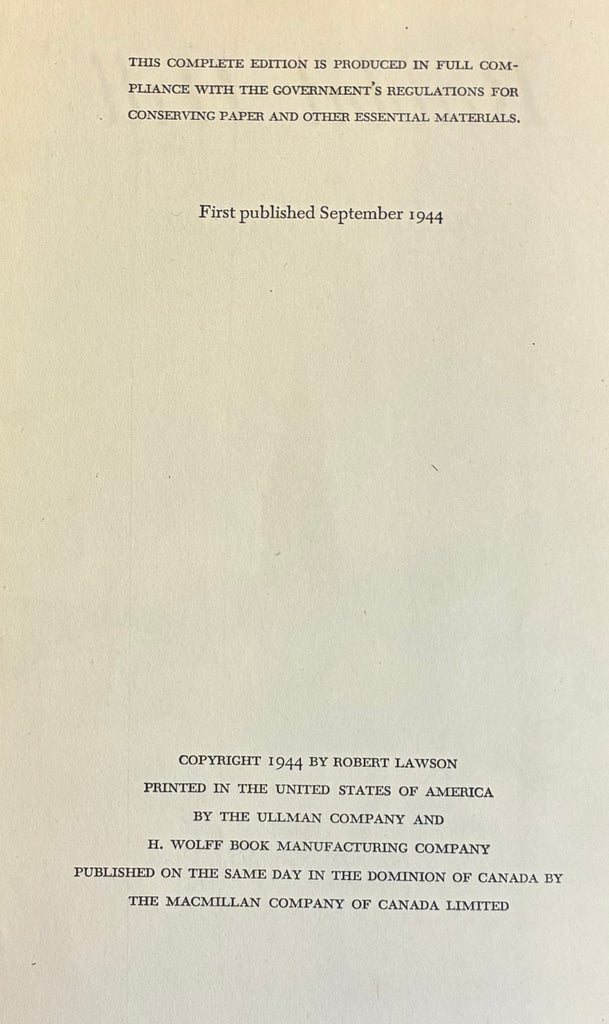 THIS COMPLETE EDITION IS PRODUCED IN FULL COM-
PLIANCE WITH THE GOVERNMENT'S REGULATIONS FOR
CONSERVING PAPER AND OTHER ESSENTIAL MATERIALS.
First published September 1944
COPYRIGHT 1944 BY ROBERT LAWSON
PRINTED IN THE UNITED STATES OF AMERICA
BY THE ULLMAN COMPANY AND
H. WOLFF BOOK MANUFACTURING COMPANY
PUBLISHED ON THE SAME DAY IN THE DOMINION OF CANADA BY
THE MACMILLAN COMPANY OF CANADA LIMITED